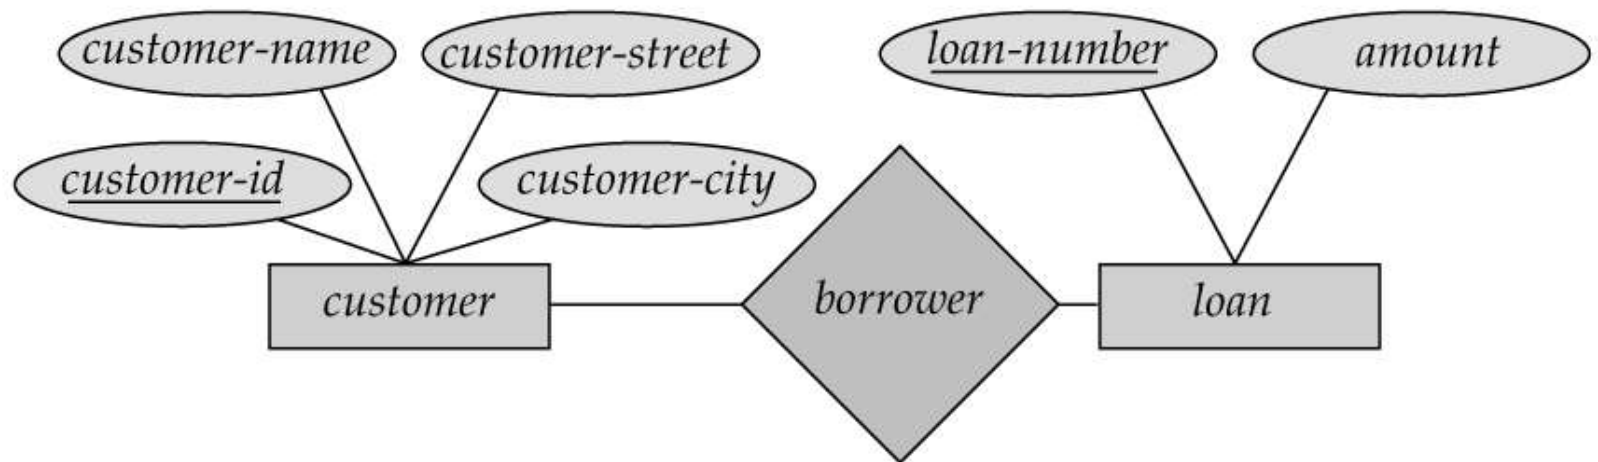 customer-name
customer-street
loan-number
amount
customer-id
customer-city
customer
borrower
loan